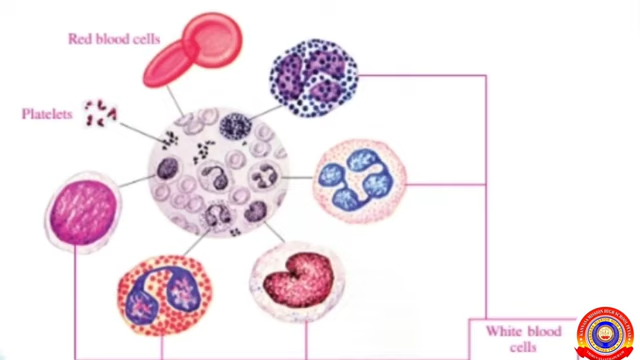 Red blood cells
Platelets
White blood
cells